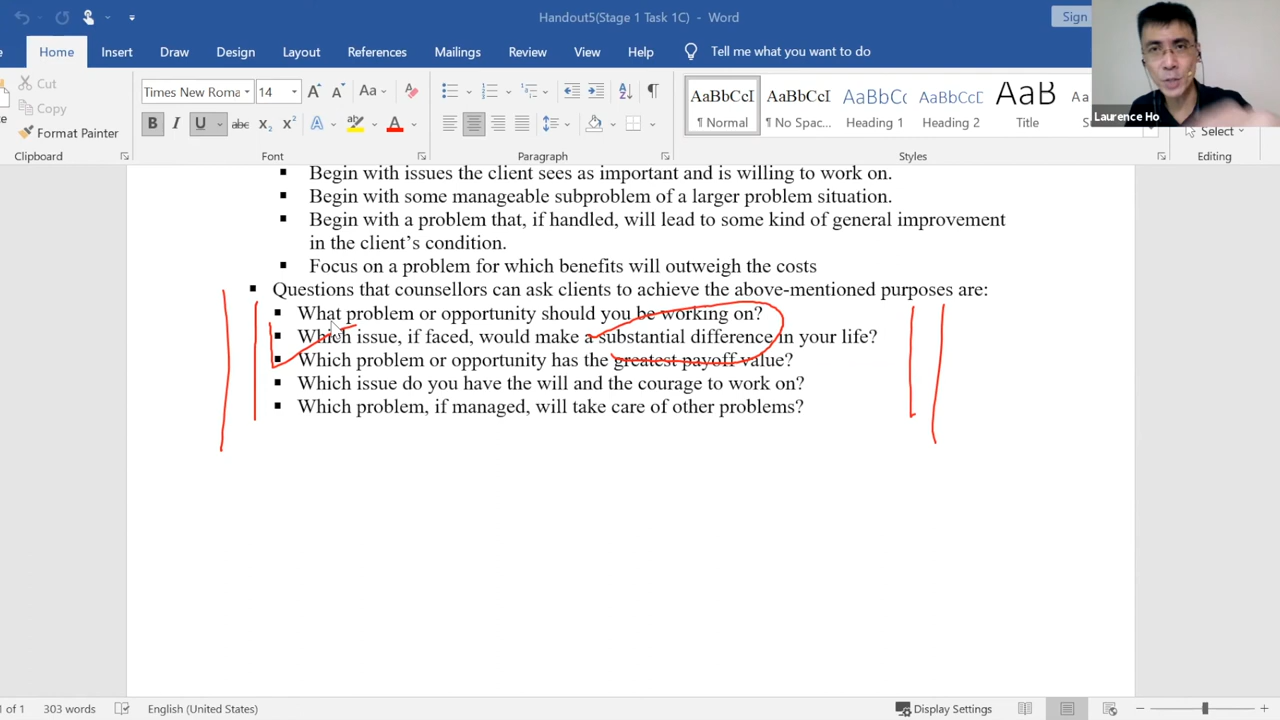 Handout5(Stage 1 Task 1C) - Word
Sign
Home Insert Draw Design Layout References Mailings Review View Help Tell me what you want to do
Cut
Copy
Format Painter
Clipboard
Times New Roma 14
Aa
B I U abc x₂ x²
Font
Paragraph
AaBbCcI AaBbCcI AaBbCc AaBbCcD AaB Aa
¶ Normal ¶ No Spac... Heading 1 Heading 2 Title
Styles
Laurence Ho
Select
Editing
▪ Begin with issues the client sees as important and is willing to work on.
▪ Begin with some manageable subproblem of a larger problem situation.
▪ Begin with a problem that, if handled, will lead to some kind of general improvement
in the client’s condition.
▪ Focus on a problem for which benefits will outweigh the costs
▪ Questions that counsellors can ask clients to achieve the above-mentioned purposes are:
▪ What problem or opportunity should you be working on?
▪ Which issue, if faced, would make a substantial difference in your life?
▪ Which problem or opportunity has the greatest payoff value?
▪ Which issue do you have the will and the courage to work on?
▪ Which problem, if managed, will take care of other problems?
1 of 1 303 words English (United States) Display Settings